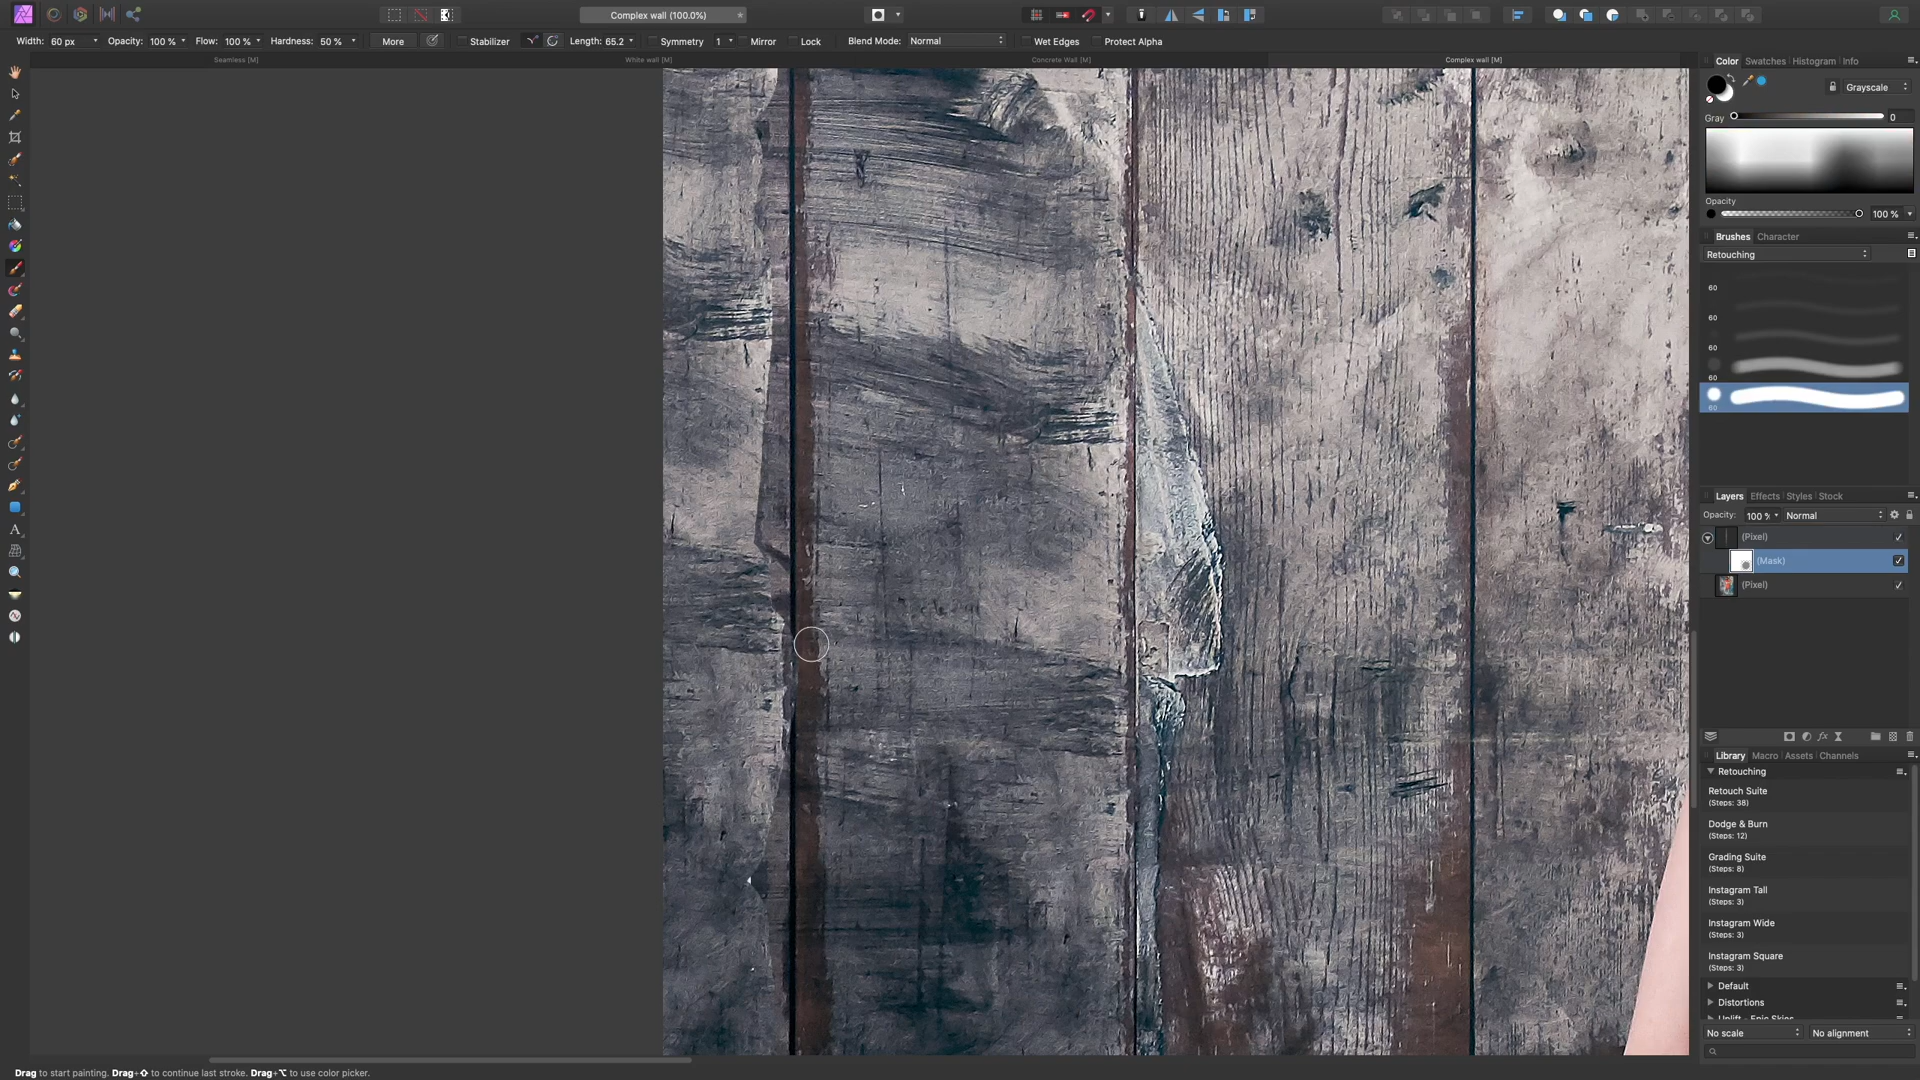 Complex wall (100.0%)
Width: 60 px Opacity: 100 % Flow: 100 % Hardness: 50 % More Stabilizer Length: 65.2 Symmetry 1 Mirror Lock Blend Mode: Normal Wet Edges Protect Alpha
Seamless [M] White wall [M] Concrete Wall [M] Complex wall [M]
Color Swatches Histogram Info
Grayscale
Gray 0
Opacity
100 %
Brushes Character
Retouching
60
60
60
60
60
Layers Effects Styles Stock
Opacity: 100 % Normal
(Pixel)
(Mask)
(Pixel)
Library Macro Assets Channels
Retouching
Retouch Suite
(Steps: 38)
Dodge & Burn
(Steps: 12)
Grading Suite
(Steps: 8)
Instagram Tall
(Steps: 3)
Instagram Wide
(Steps: 3)
Instagram Square
(Steps: 3)
Default
Distortions
Uplift - Epic Skies
No scale No alignment
Drag to start painting. Drag+⇧ to continue last stroke. Drag+⌥ to use color picker.